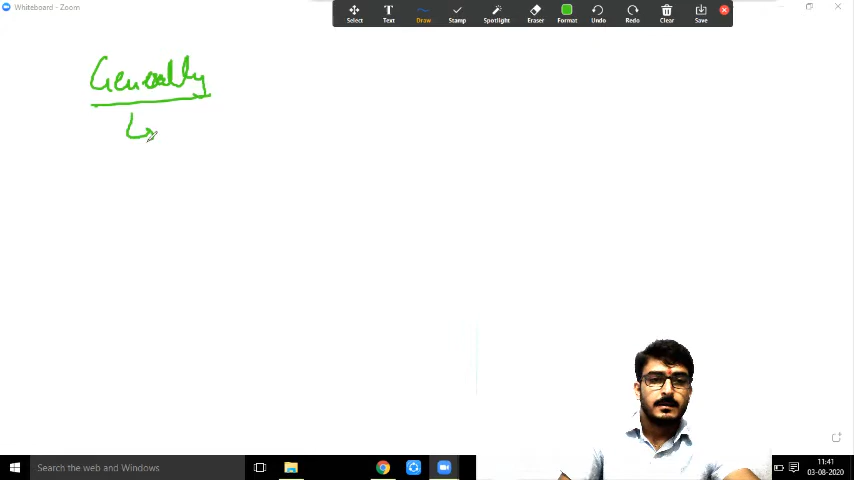 Whiteboard - Zoom
Select Text Draw Stamp Spotlight Eraser Format Undo Redo Clear Save
Generally
Search the web and Windows
11:41
03-08-2020